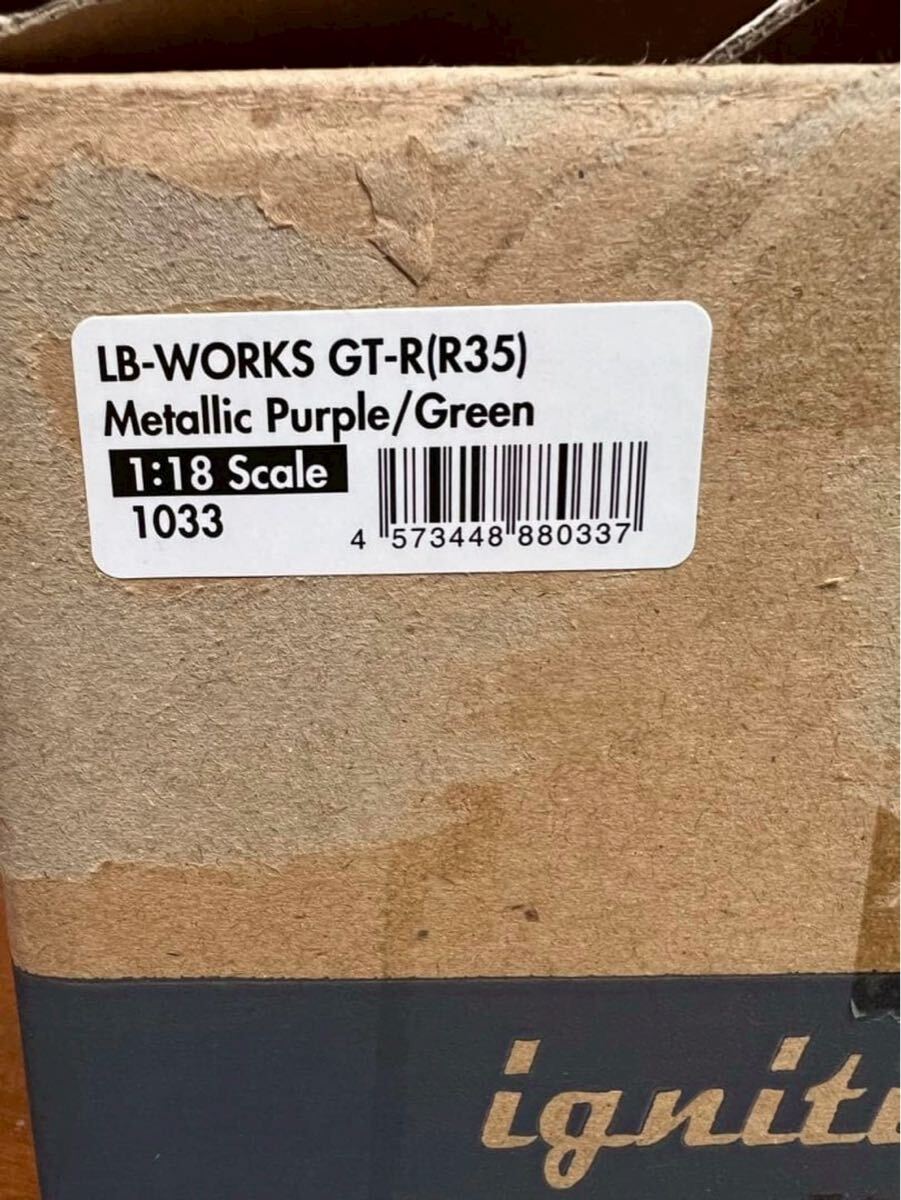 LB-WORKS GT-R(R35)
Metallic Purple/Green
1:18 Scale
1033
4 573448 880337